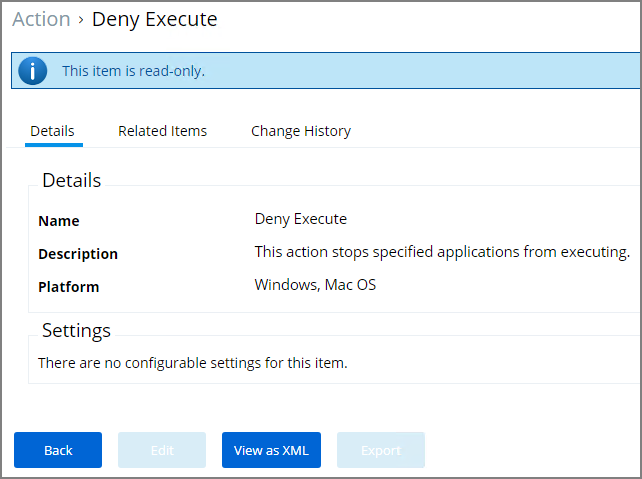 Action › Deny Execute
This item is read-only.
Details Related Items Change History
Details
Name Deny Execute
Description This action stops specified applications from executing.
Platform Windows, Mac OS
Settings
There are no configurable settings for this item.
Back Edit View as XML Export